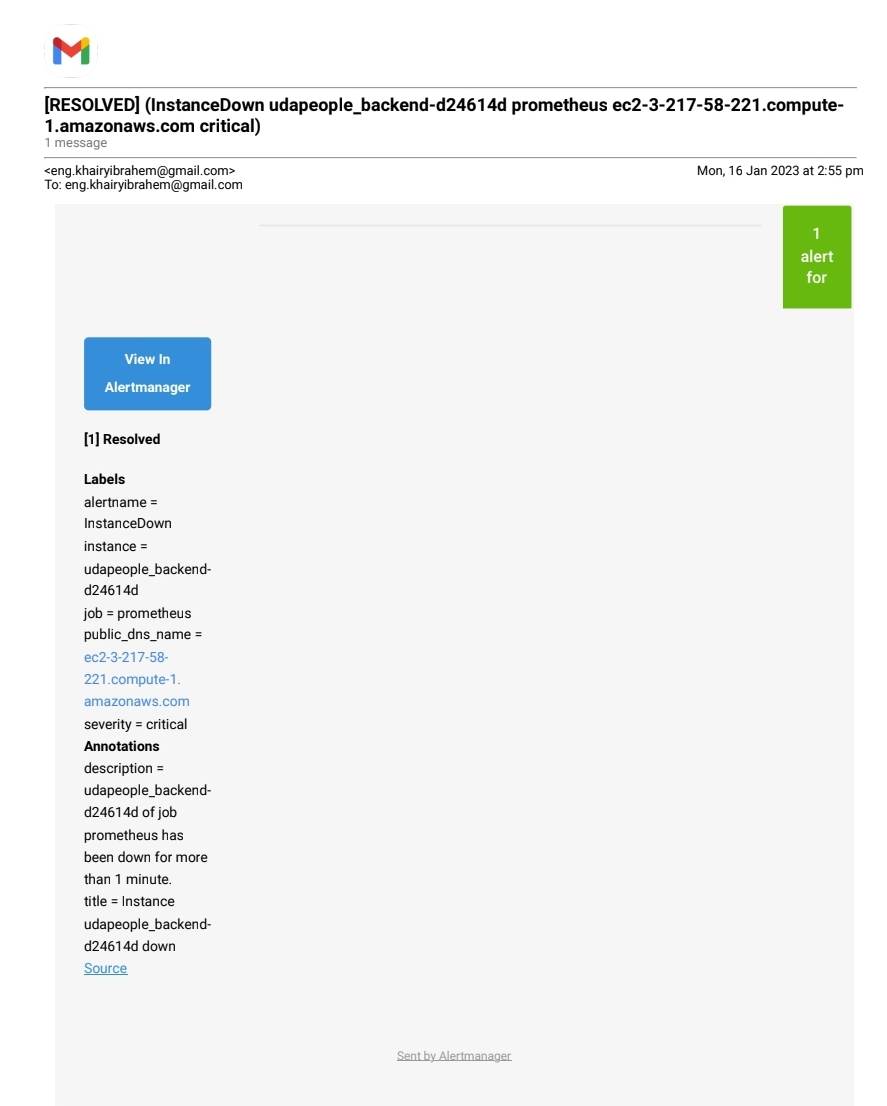 [RESOLVED] (InstanceDown udapeople_backend-d24614d prometheus ec2-3-217-58-221.compute-
1.amazonaws.com critical)
1 message
<eng.khairyibrahem@gmail.com> Mon, 16 Jan 2023 at 2:55 pm
To: eng.khairyibrahem@gmail.com
1
alert
for
View In
Alertmanager
[1] Resolved
Labels
alertname =
InstanceDown
instance =
udapeople_backend-
d24614d
job = prometheus
public_dns_name =
ec2-3-217-58-
221.compute-1.
amazonaws.com
severity = critical
Annotations
description =
udapeople_backend-
d24614d of job
prometheus has
been down for more
than 1 minute.
title = Instance
udapeople_backend-
d24614d down
Source
Sent by Alertmanager